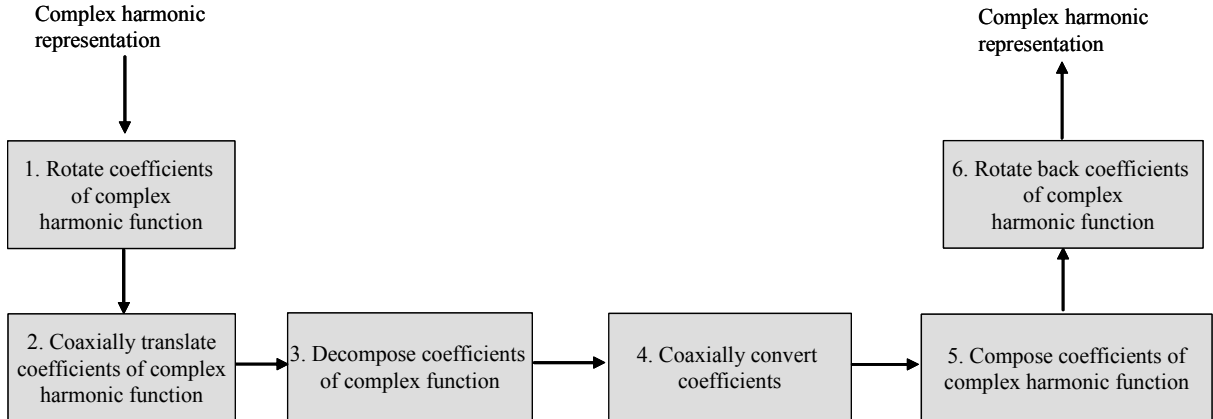 Complex harmonic
representation
1. Rotate coefficients
of complex
harmonic function
2. Coaxially translate
coefficients of complex
harmonic function
3. Decompose coefficients
of complex function
4. Coaxially convert
coefficients
5. Compose coefficients of
complex harmonic function
6. Rotate back coefficients
of complex
harmonic function
Complex harmonic
representation